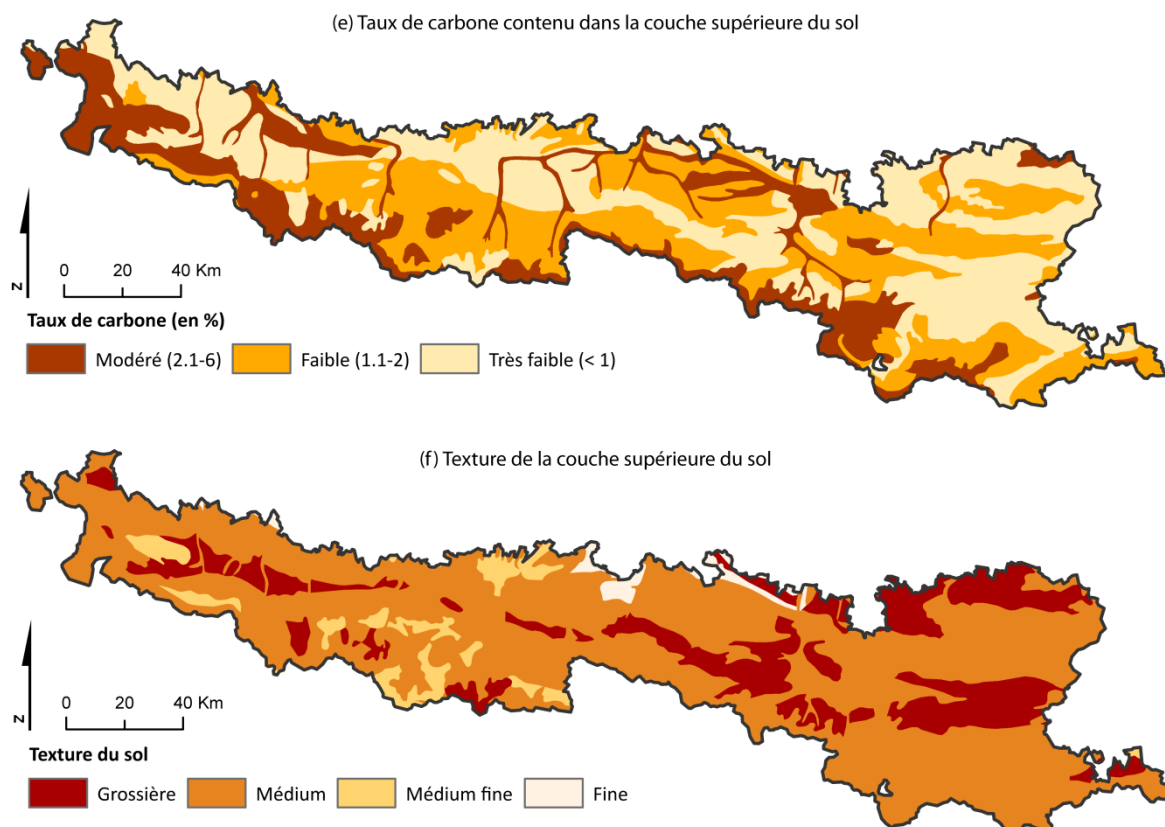 (e) Taux de carbone contenu dans la couche supérieure du sol
N
0 20 40 Km
Taux de carbone (en %)
Modéré (2.1-6) Faible (1.1-2) Très faible (< 1)
(f) Texture de la couche supérieure du sol
N
0 20 40 Km
Texture du sol
Grossière Médium Médium fine Fine